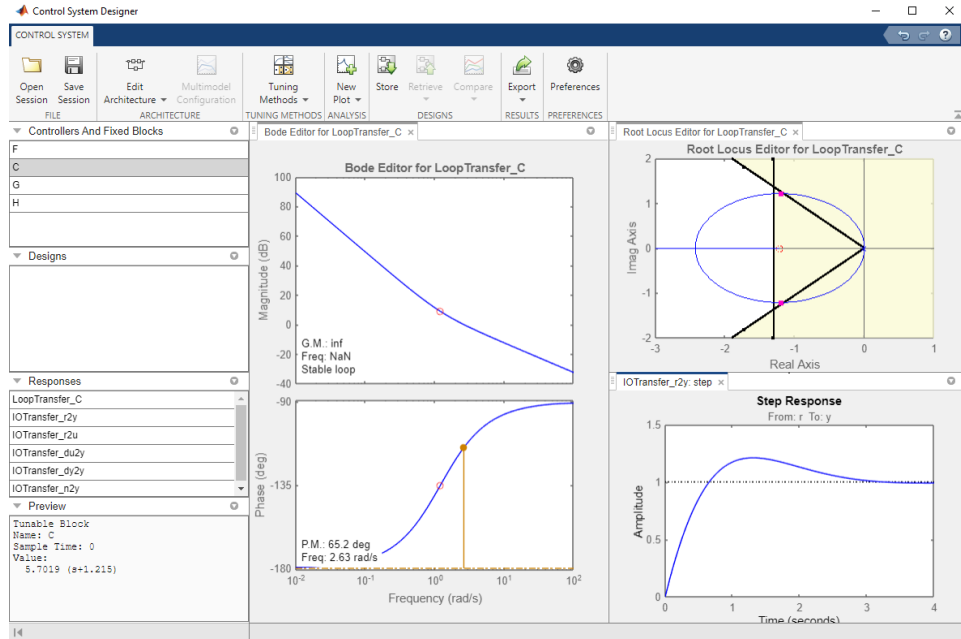 Control System Designer
CONTROL SYSTEM
Open Session
Save Session
Edit Architecture
Multimodel Configuration
Tuning Methods
New Plot
Store
Retrieve
Compare
Export
Preferences
FILE
ARCHITECTURE
TUNING METHODS
ANALYSIS
DESIGNS
RESULTS
PREFERENCES
Controllers And Fixed Blocks
F
C
G
H
Designs
Responses
LoopTransfer_C
IOTransfer_r2y
IOTransfer_r2u
IOTransfer_du2y
IOTransfer_dy2y
IOTransfer_n2y
Preview
Tunable Block
Name: C
Sample Time: 0
Value:
5.7019 (s+1.215)
Bode Editor for LoopTransfer_C ×
Bode Editor for LoopTransfer_C
Magnitude (dB)
100
80
60
40
20
0
-20
-40
G.M.: inf
Freq: NaN
Stable loop
Phase (deg)
-90
-135
-180
P.M.: 65.2 deg
Freq: 2.63 rad/s
10-2
10-1
100
101
102
Frequency (rad/s)
Root Locus Editor for LoopTransfer_C ×
Root Locus Editor for LoopTransfer_C
Imag Axis
2
1
0
-1
-2
-3
-2
-1
0
1
Real Axis
IOTransfer_r2y: step ×
Step Response
From: r To: y
Amplitude
1.5
1
0.5
0
0
1
2
3
4
Time (seconds)